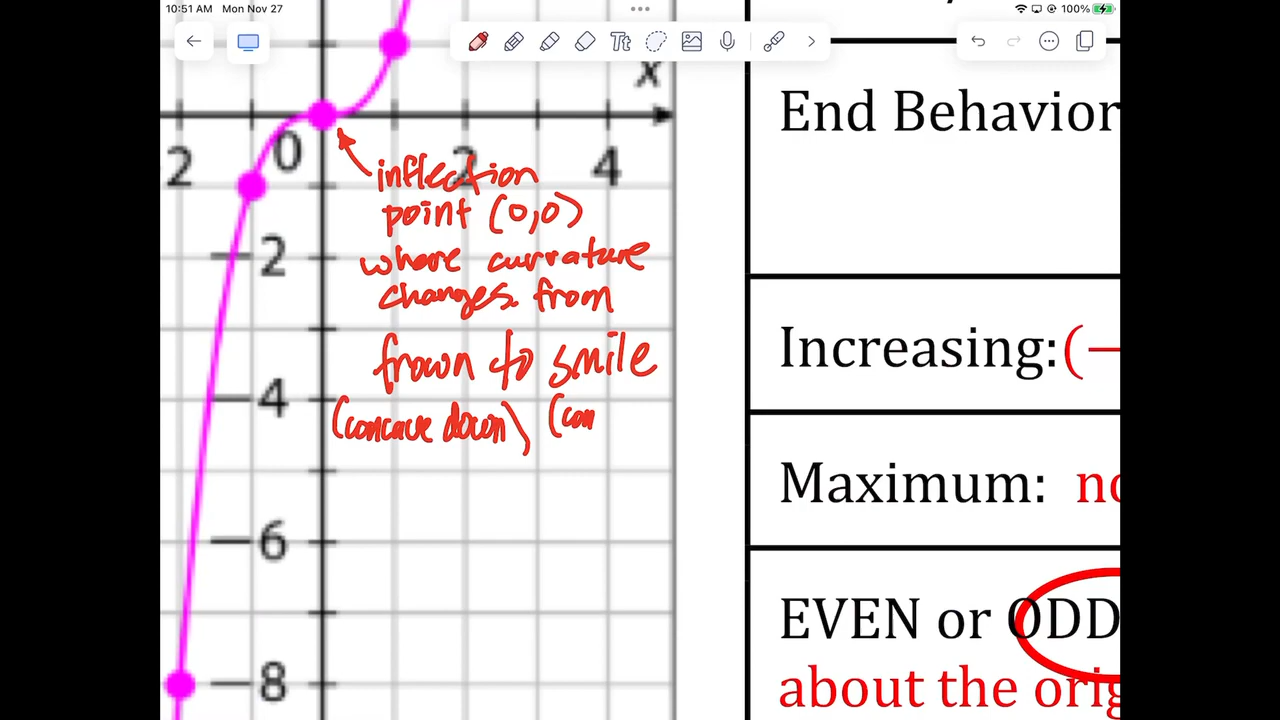 10:51 AM Mon Nov 27
100%
Tt
x
0
2
2
4
-2
-4
-6
-8
inflection
point (0,0)
where curvature
changes from
frown to smile
(concave down) (con
End Behavior
Increasing: (-
Maximum: no
EVEN or ODD
about the orig